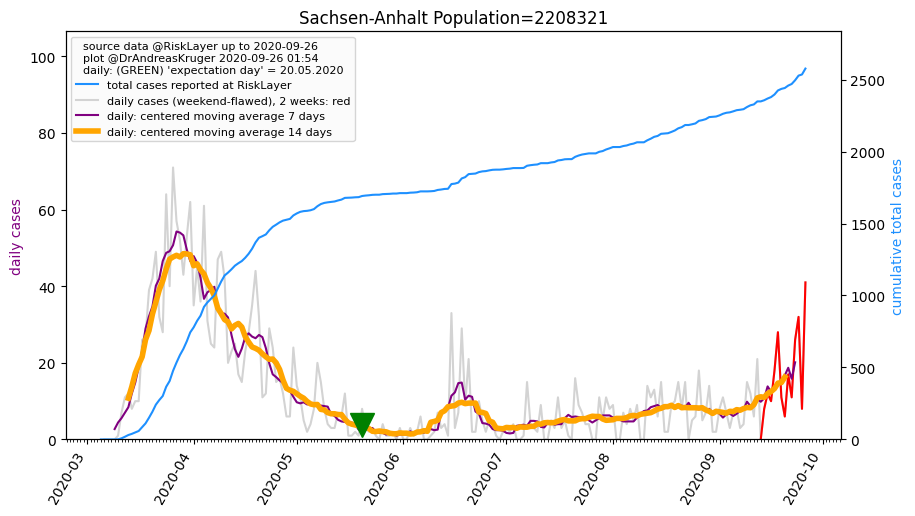 Sachsen-Anhalt Population=2208321
source data @RiskLayer up to 2020-09-26
plot @DrAndreasKruger 2020-09-26 01:54
daily: (GREEN) 'expectation day' = 20.05.2020
total cases reported at RiskLayer
daily cases (weekend-flawed), 2 weeks: red
daily: centered moving average 7 days
daily: centered moving average 14 days
daily cases
100
80
60
40
20
0
cumulative total cases
2500
2000
1500
1000
500
0
2020-03
2020-04
2020-05
2020-06
2020-07
2020-08
2020-09
2020-10